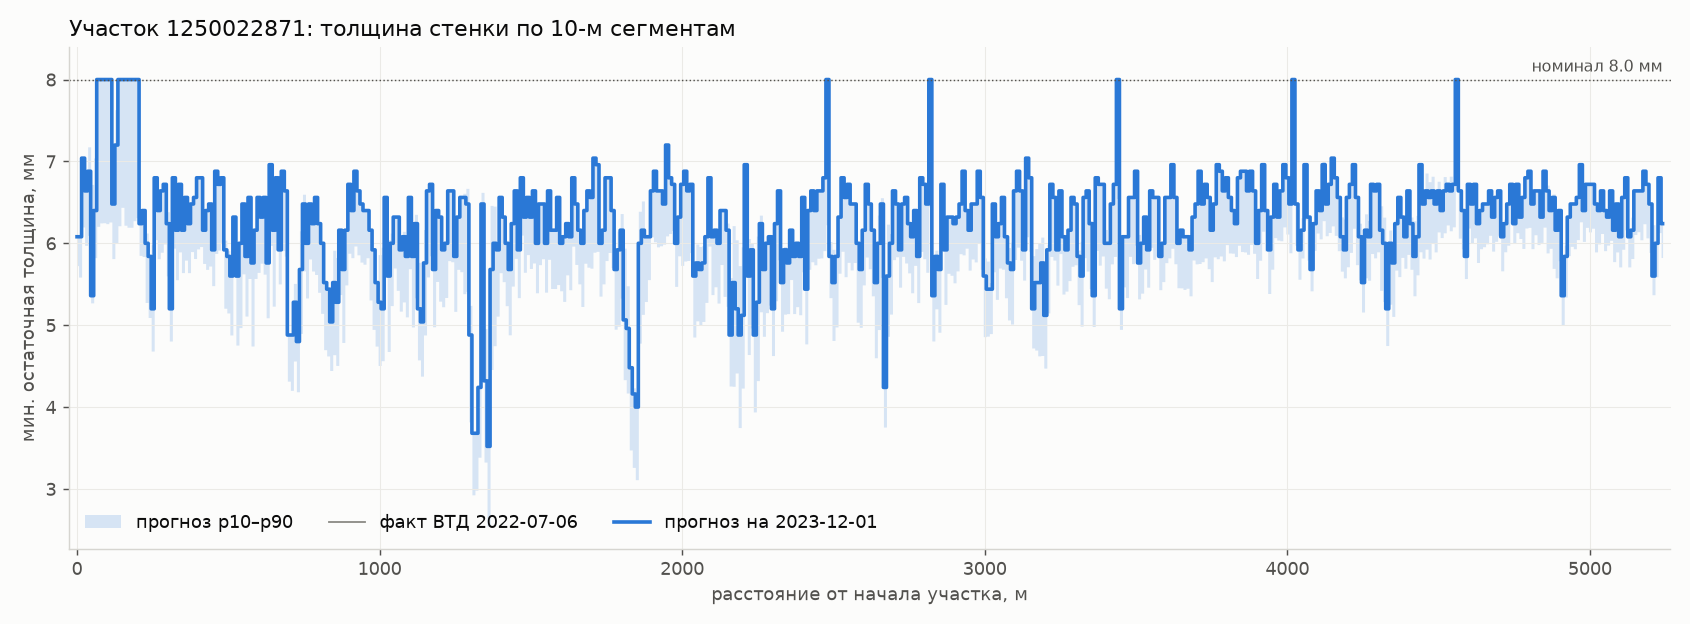 Участок 1250022871: толщина стенки по 10-м сегментам
номинал 8.0 мм
мин. остаточная толщина, мм
8
7
6
5
4
3
прогноз p10–p90
факт ВТД 2022-07-06
прогноз на 2023-12-01
0
1000
2000
3000
4000
5000
расстояние от начала участка, м